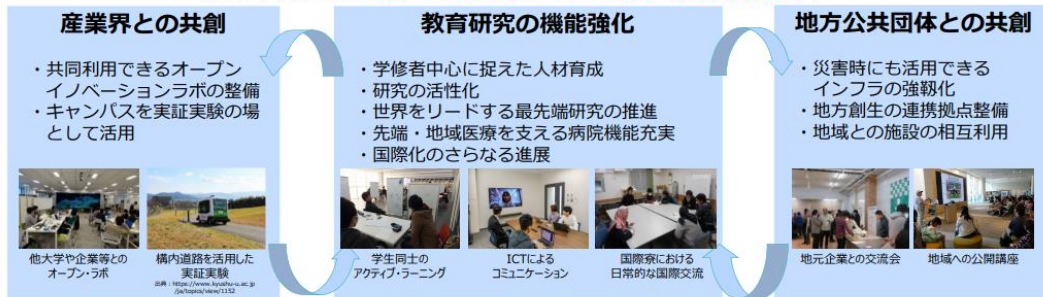 産業界との共創
・共同利用できるオープン
イノベーションラボの整備
・キャンパスを実証実験の場
として活用
他大学や企業等との
オープン・ラボ
構内道路を活用した
実証実験
出典：https://www.kyushu-u.ac.jp
/ja/topics/view/1152
教育研究の機能強化
・学修者中心に捉えた人材育成
・研究の活性化
・世界をリードする最先端研究の推進
・先端・地域医療を支える病院機能充実
・国際化のさらなる進展
学生同士の
アクティブ・ラーニング
ICTによる
コミュニケーション
国際寮における
日常的な国際交流
地方公共団体との共創
・災害時にも活用できる
インフラの強靱化
・地方創生の連携拠点整備
・地域との施設の相互利用
地元企業との交流会
地域への公開講座